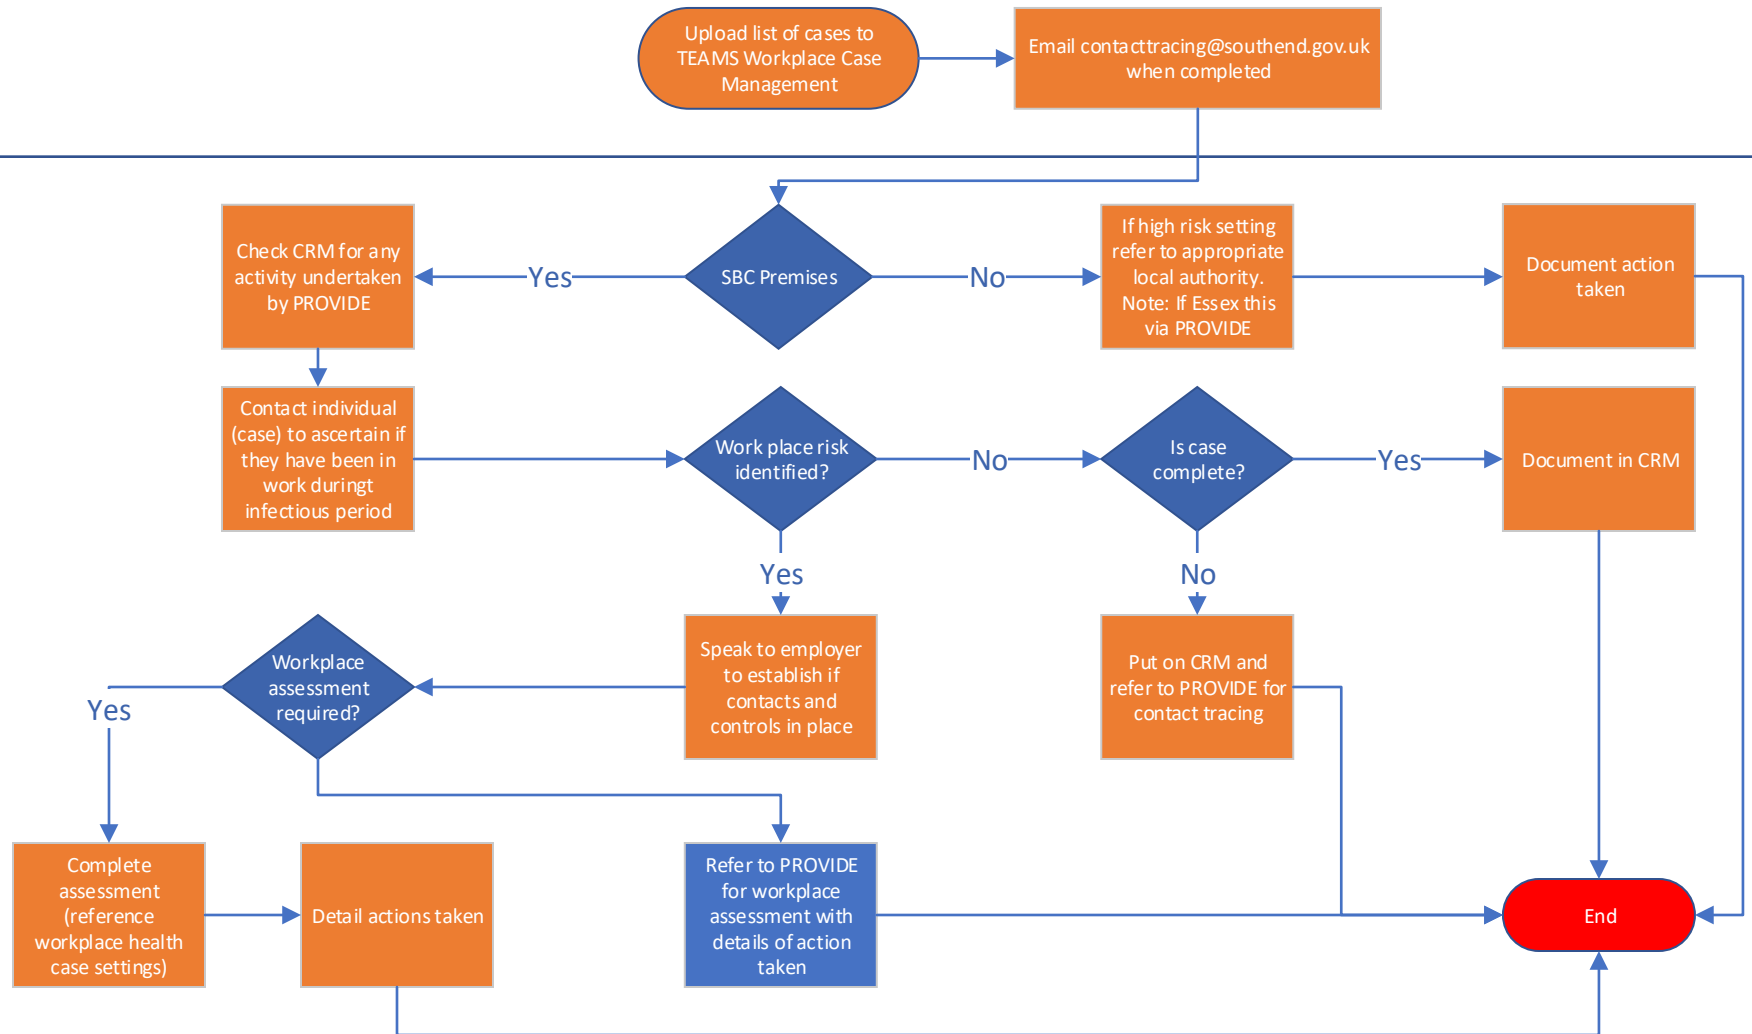 Upload list of cases to
TEAMS Workplace Case
Management
Email contacttracing@southend.gov.uk
when completed
Check CRM for any
activity undertaken
by PROVIDE
Yes
SBC Premises
No
If high risk setting
refer to appropriate
local authority.
Note: If Essex this
via PROVIDE
Document action
taken
Contact individual
(case) to ascertain if
they have been in
work duringt
infectious period
Work place risk
identified?
No
Is case
complete?
Yes
Document in CRM
Yes
No
Workplace
assessment
required?
Yes
Speak to employer
to establish if
contacts and
controls in place
Put on CRM and
refer to PROVIDE for
contact tracing
Complete
assessment
(reference
workplace health
case settings)
Detail actions taken
Refer to PROVIDE
for workplace
assessment with
details of action
taken
End